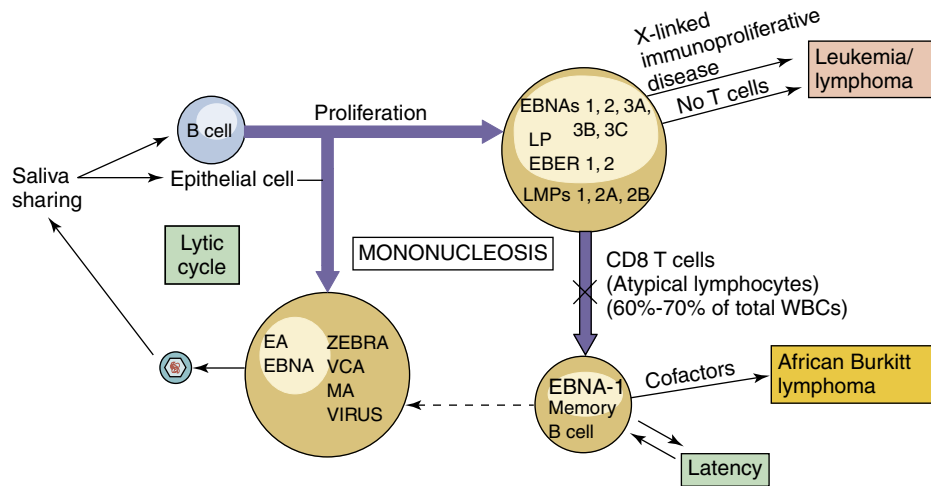 X-linked
immunoproliferative
disease
No T cells
Leukemia/
lymphoma
B cell
Proliferation
EBNAs 1, 2, 3A,
3B, 3C
LP
EBER 1, 2
LMPs 1, 2A, 2B
Saliva
sharing
Epithelial cell
Lytic
cycle
MONONUCLEOSIS
CD8 T cells
(Atypical lymphocytes)
(60%-70% of total WBCs)
EA
EBNA
ZEBRA
VCA
MA
VIRUS
EBNA-1
Memory
B cell
Cofactors
African Burkitt
lymphoma
Latency